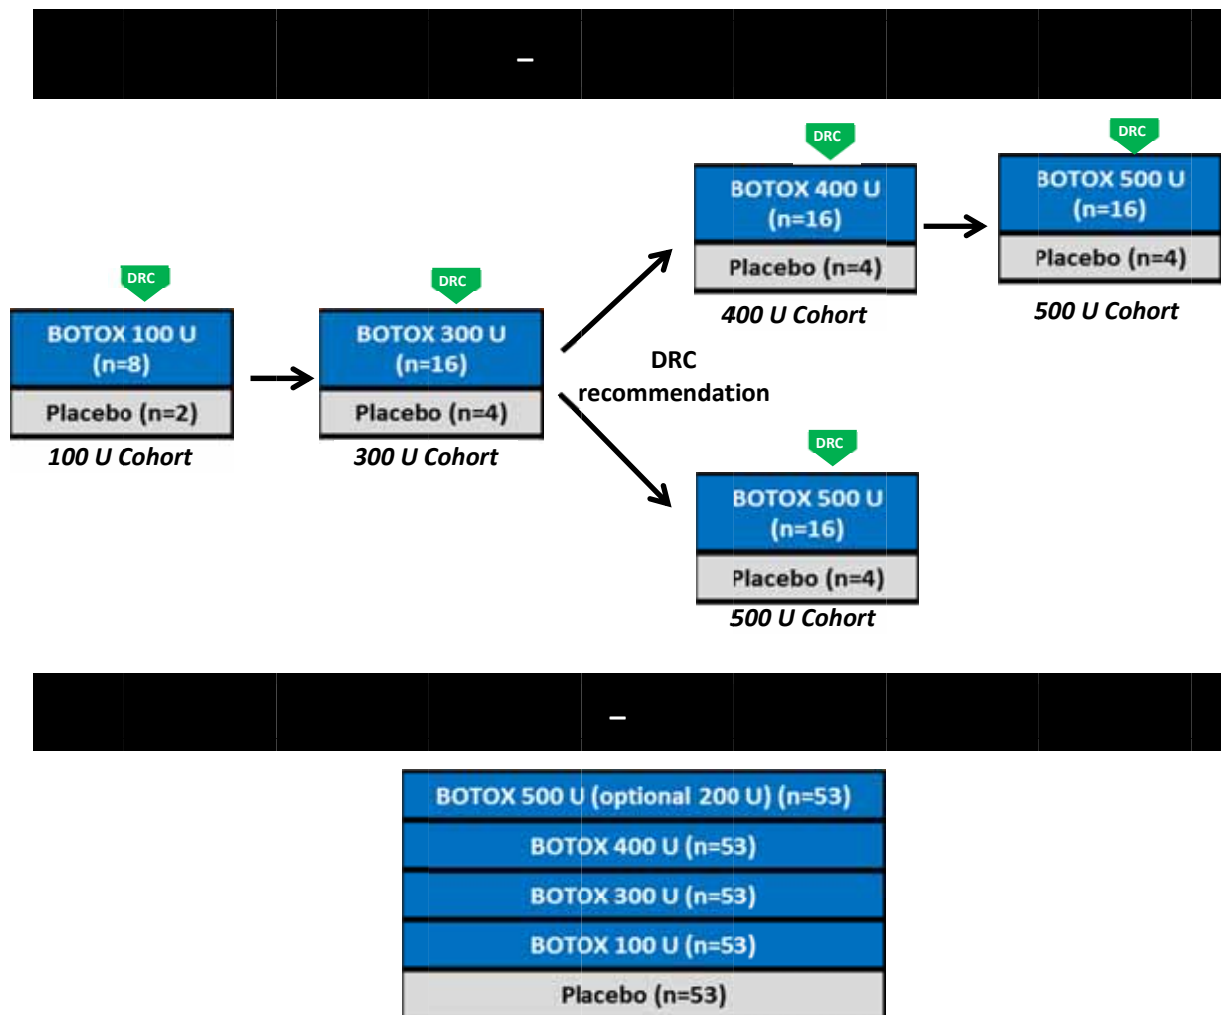 –
DRC
BOTOX 400 U
(n=16)
Placebo (n=4)
400 U Cohort
DRC
BOTOX 500 U
(n=16)
Placebo (n=4)
500 U Cohort
DRC
BOTOX 100 U
(n=8)
Placebo (n=2)
100 U Cohort
DRC
BOTOX 300 U
(n=16)
Placebo (n=4)
300 U Cohort
DRC
recommendation
DRC
BOTOX 500 U
(n=16)
Placebo (n=4)
500 U Cohort
–
BOTOX 500 U (optional 200 U) (n=53)
BOTOX 400 U (n=53)
BOTOX 300 U (n=53)
BOTOX 100 U (n=53)
Placebo (n=53)